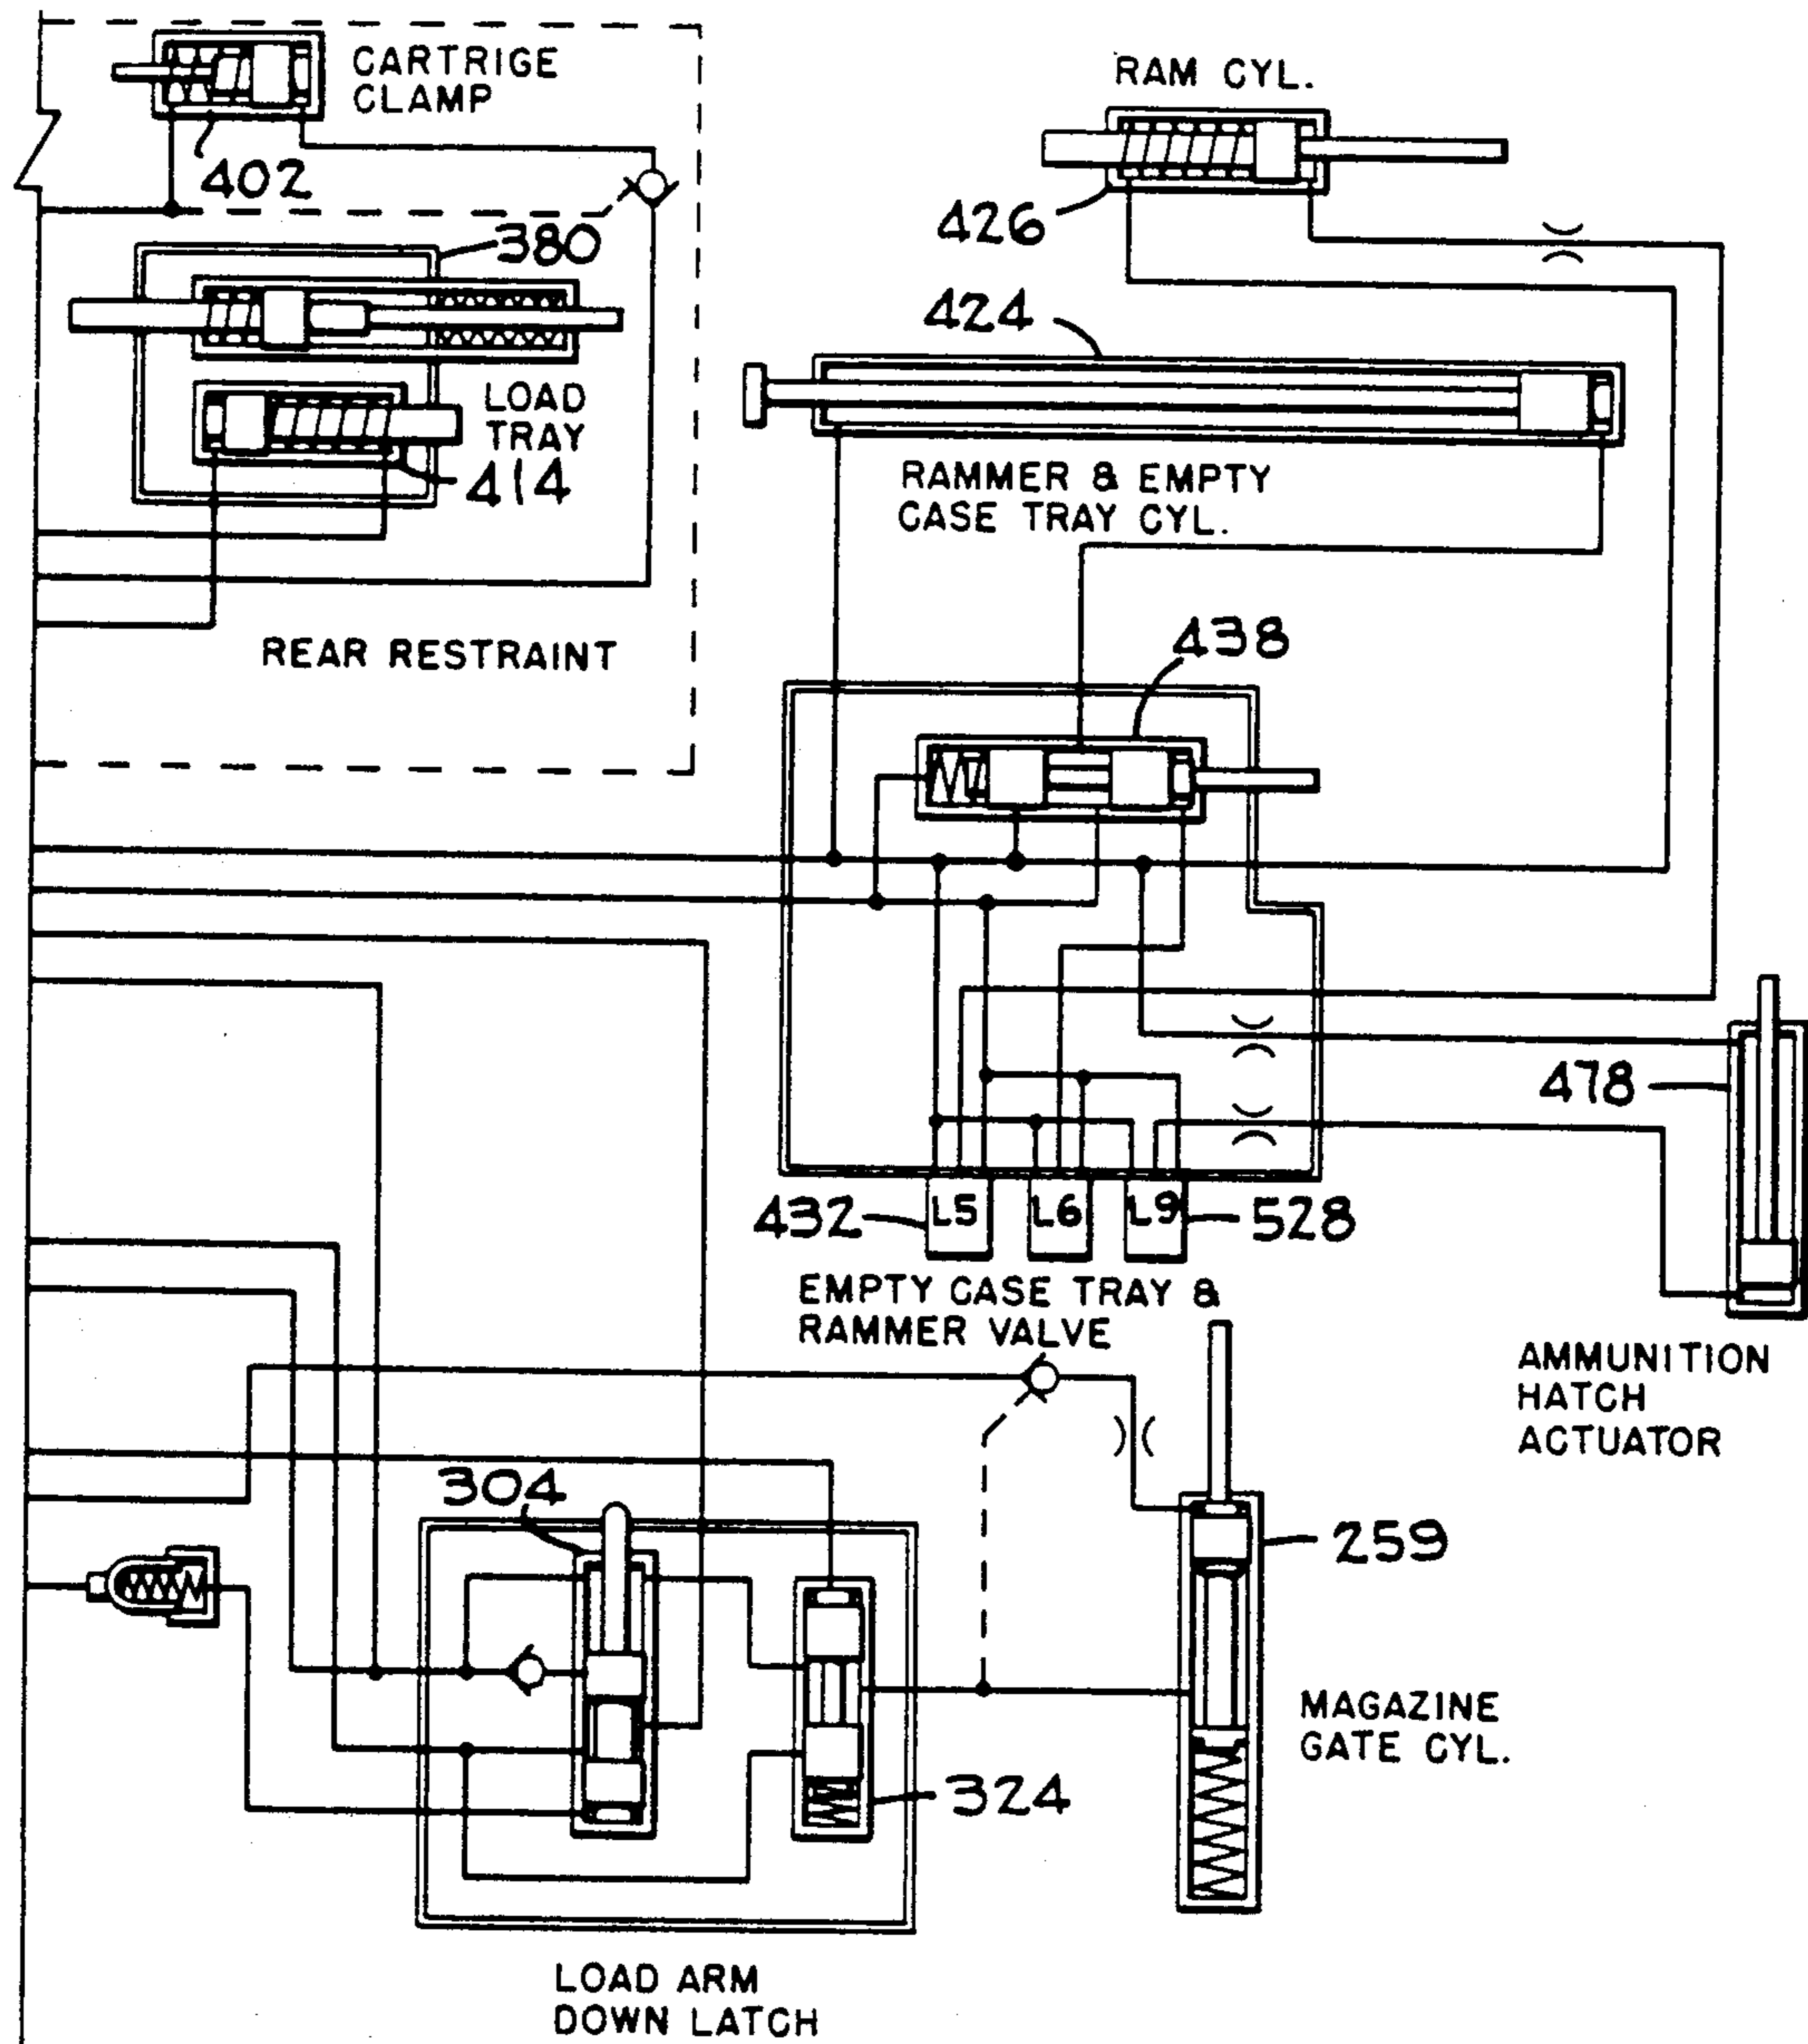 CARTRIGE
CLAMP
402
RAM CYL.
426
380
424
LOAD
TRAY
414
RAMMER & EMPTY
CASE TRAY CYL.
REAR RESTRAINT
438
478
432
L5
L6
L9
528
EMPTY CASE TRAY &
RAMMER VALVE
AMMUNITION
HATCH
ACTUATOR
304
259
MAGAZINE
GATE CYL.
324
LOAD ARM
DOWN LATCH